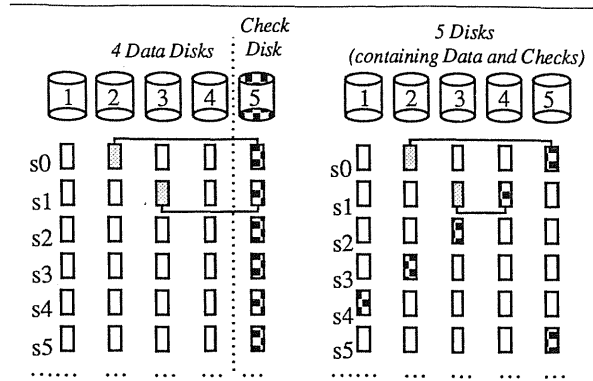 Check
Disk
4 Data Disks
5 Disks
(containing Data and Checks)
1 2 3 4 5
1 2 3 4 5
s0
s1
s2
s3
s4
s5
...... ... ... ... ...
s0
s1
s2
s3
s4
s5
...... ... ... ... ...